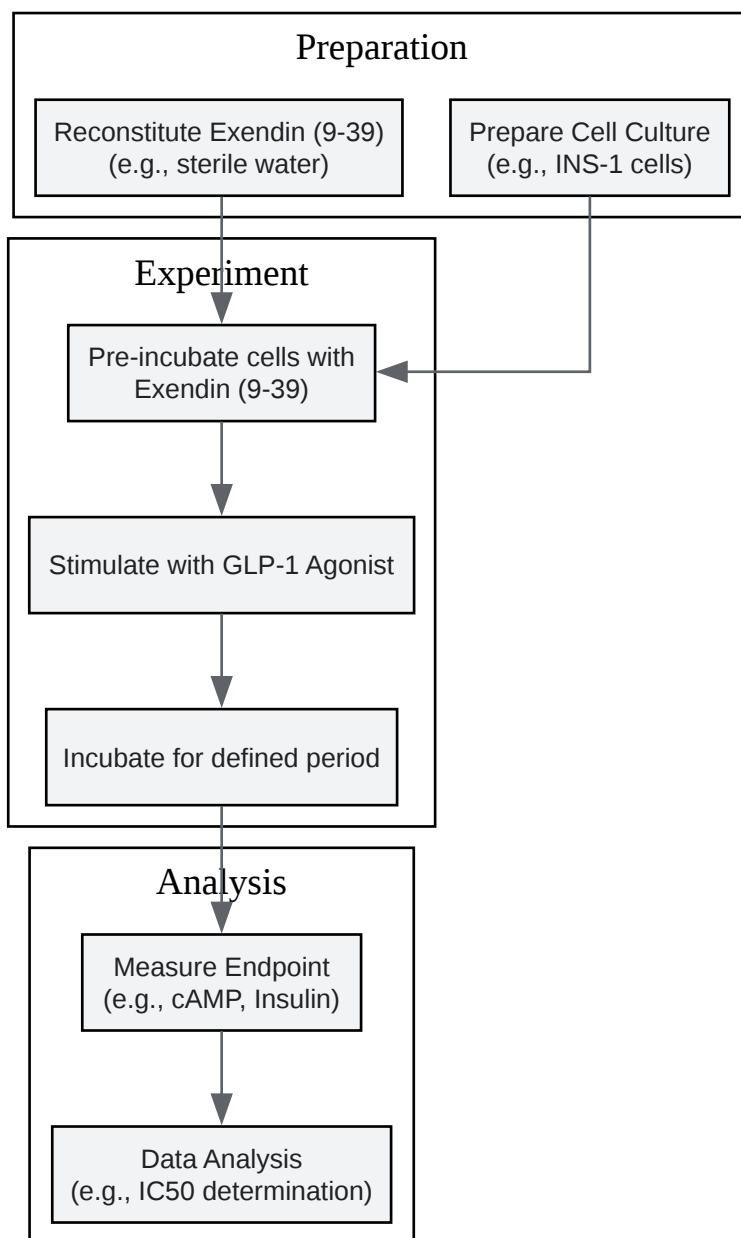 Preparation
Reconstitute Exendin (9-39)
(e.g., sterile water)
Prepare Cell Culture
(e.g., INS-1 cells)
Experiment
Pre-incubate cells with
Exendin (9-39)
Stimulate with GLP-1 Agonist
Incubate for defined period
Analysis
Measure Endpoint
(e.g., cAMP, Insulin)
Data Analysis
(e.g., IC50 determination)